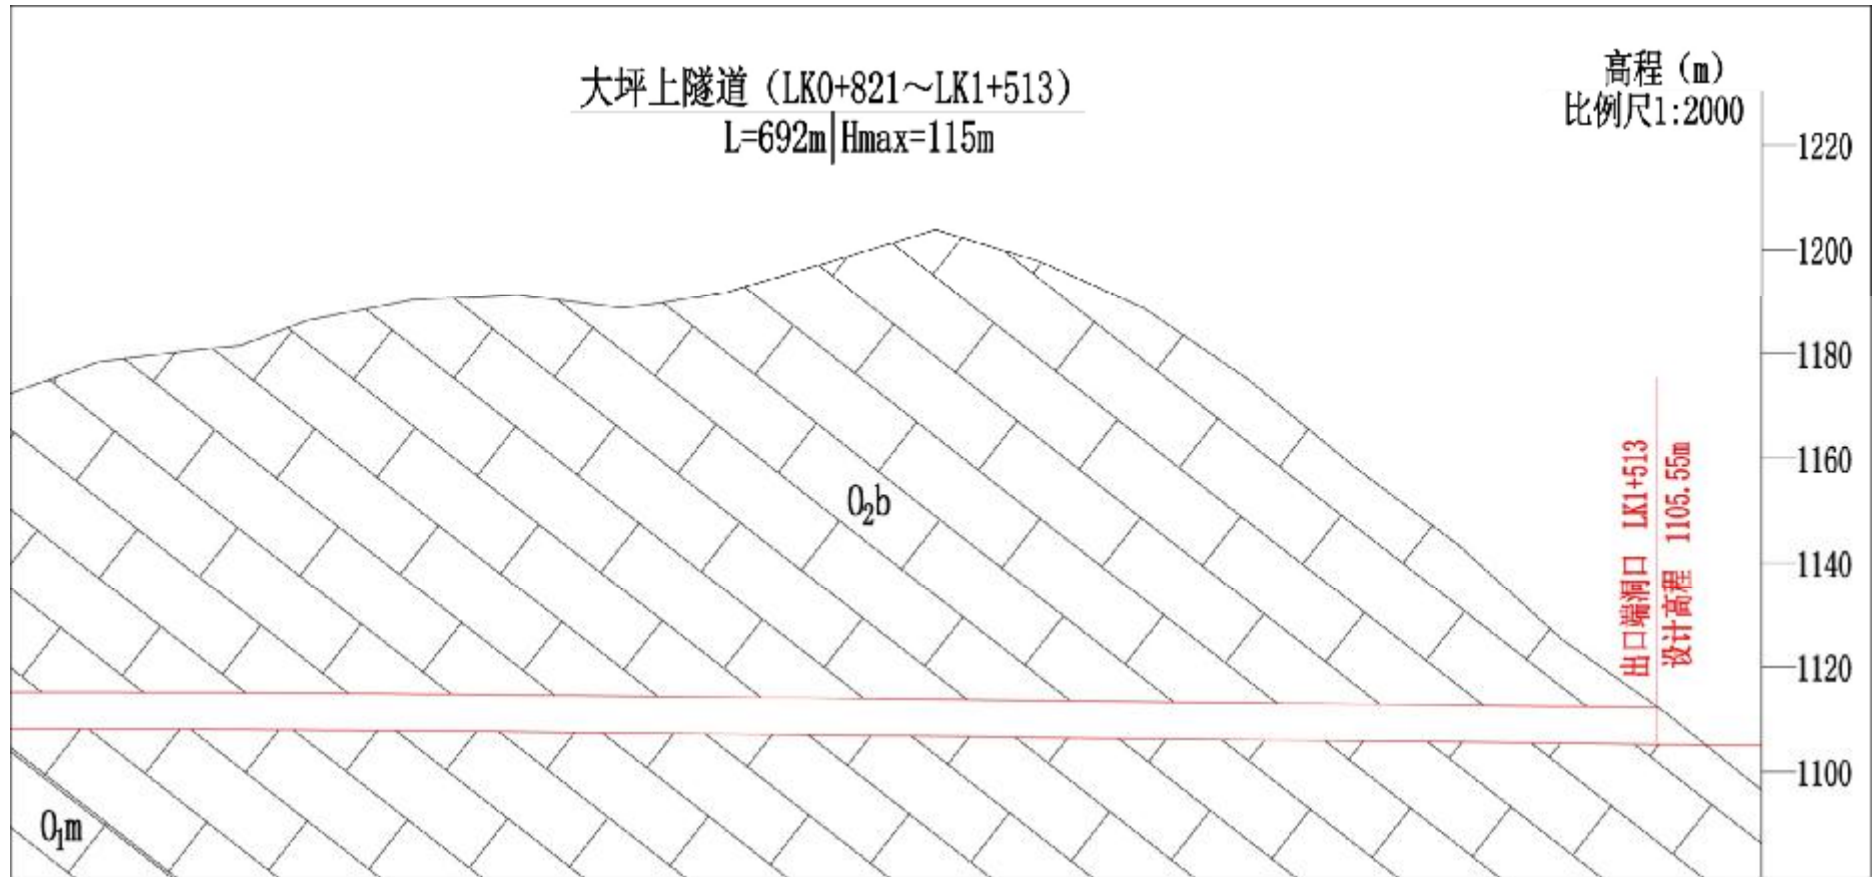 大坪上隧道（LK0+821～LK1+513）
L=692m|Hmax=115m
高程（m）
比例尺1:2000
1220
1200
1180
1160
1140
1120
1100
出口端洞口 LK1+513
设计高程 1105.55m
O₂b
O₁m